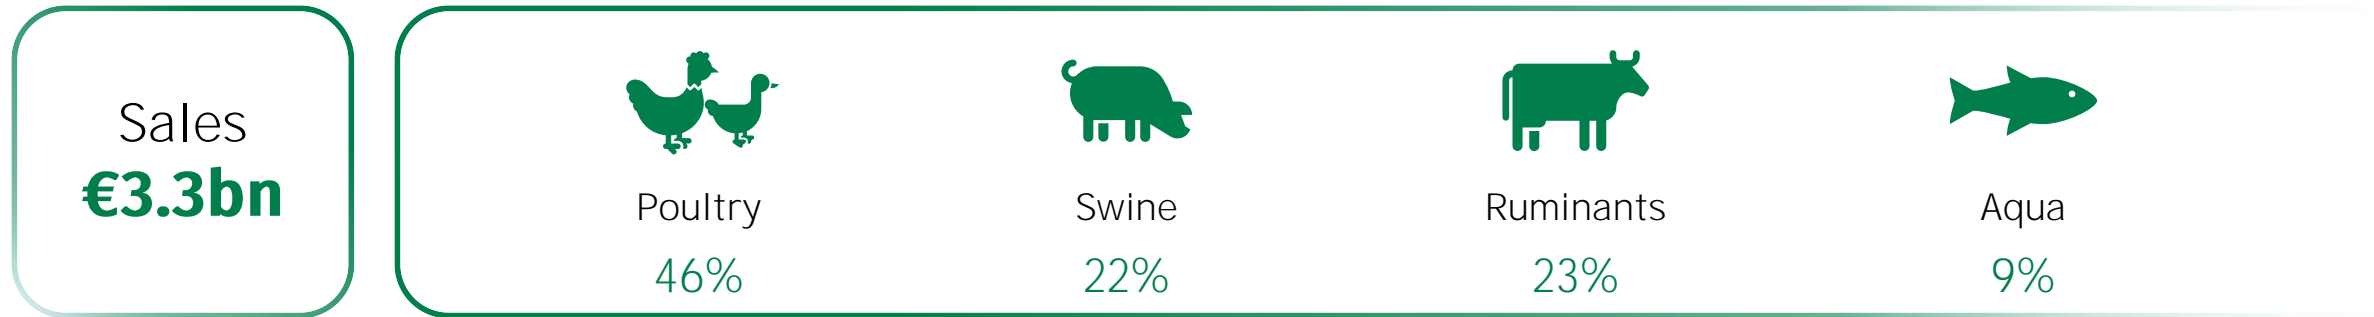 Sales
€3.3bn
Poultry
46%
Swine
22%
Ruminants
23%
Aqua
9%